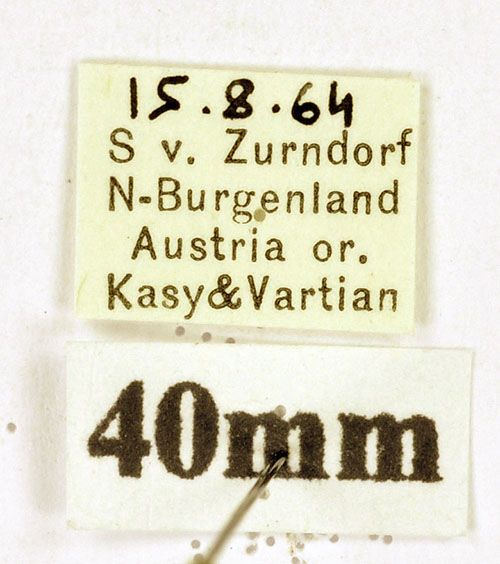 15.8.64
S v. Zurndorf
N-Burgenland
Austria or.
Kasy&Vartian
40mm